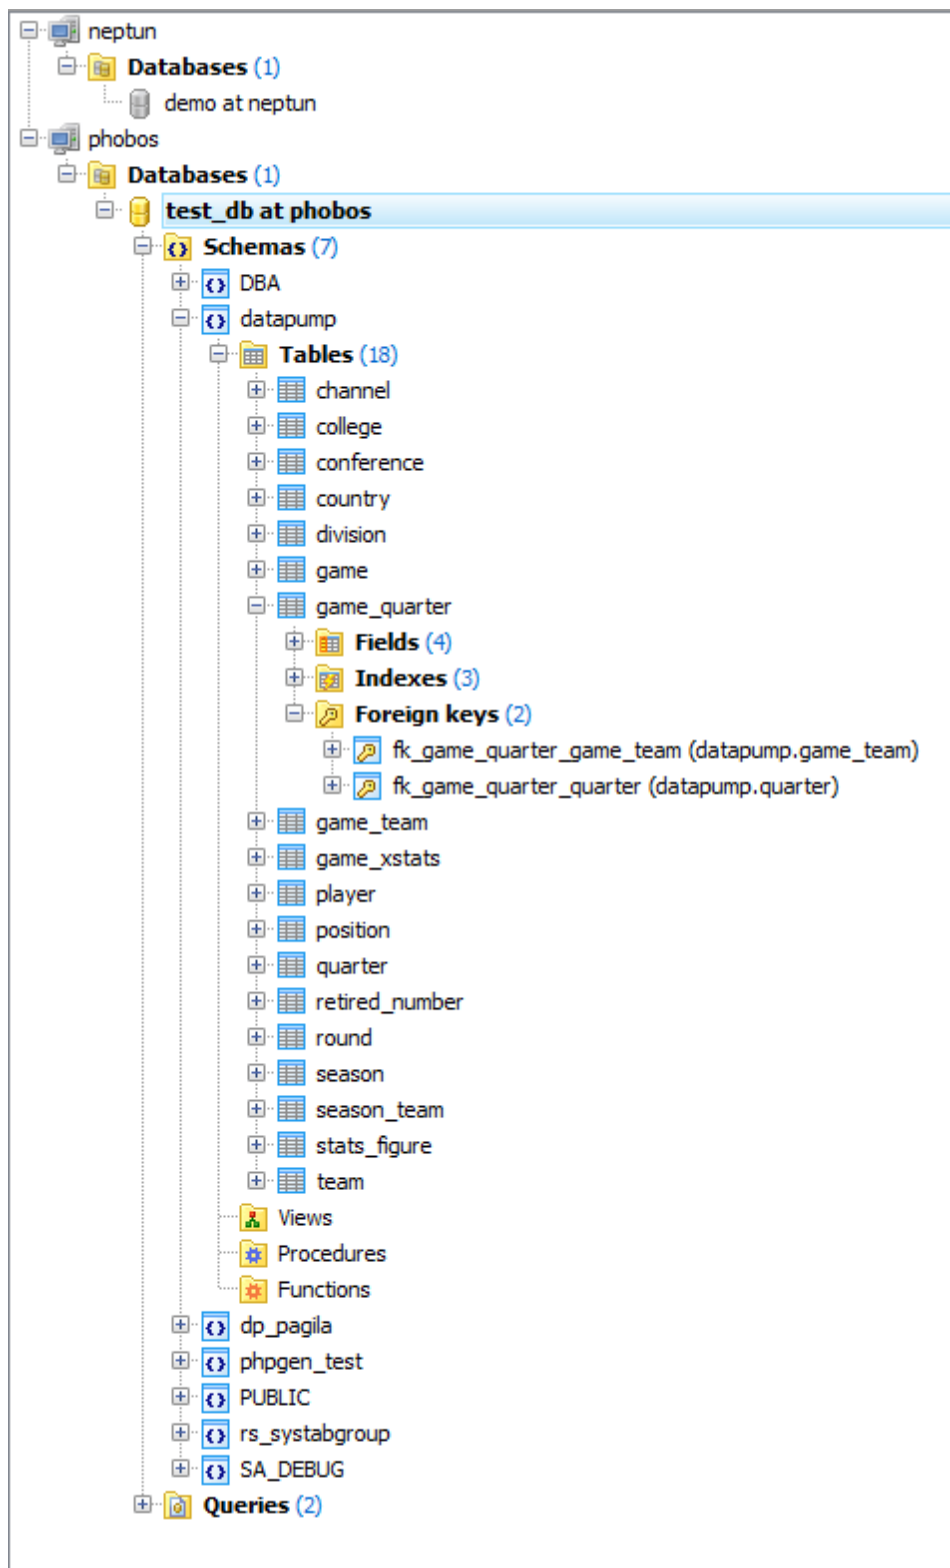 neptun
Databases (1)
demo at neptun
phobos
Databases (1)
test_db at phobos
Schemas (7)
DBA
datapump
Tables (18)
channel
college
conference
country
division
game
game_quarter
Fields (4)
Indexes (3)
Foreign keys (2)
fk_game_quarter_game_team (datapump.game_team)
fk_game_quarter_quarter (datapump.quarter)
game_team
game_xstats
player
position
quarter
retired_number
round
season
season_team
stats_figure
team
Views
Procedures
Functions
dp_pagila
phpgen_test
PUBLIC
rs_systabgroup
SA_DEBUG
Queries (2)